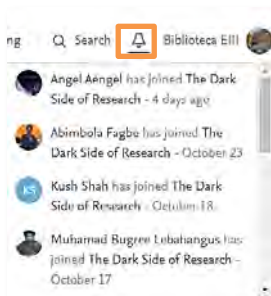 ng Search Biblioteca EIII
Angel Aengel has joined The Dark
Side of Research - 4 days ago
Abimbola Fagbe has joined The
Dark Side of Research - October 23
KS Kush Shah has joined The Dark
Side of Research - October 18
Muhamad Bugree Lebahangus has
joined The Dark Side of Research -
October 17